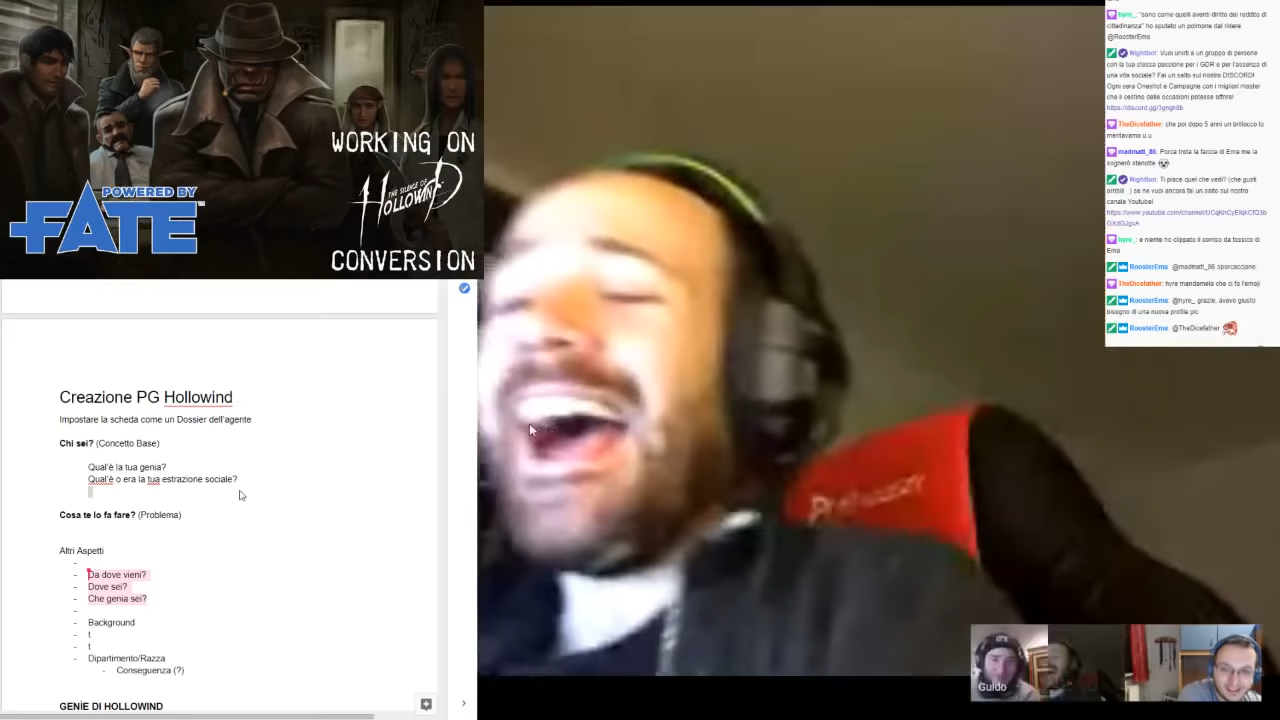 WORKING ON
THE SILENCE OF
HOLLOWIND
CONVERSION
POWERED BY
FATE
Creazione PG Hollowind
Impostare la scheda come un Dossier dell'agente
Chi sei? (Concetto Base)
Qual'è la tua genia?
Qual'è o era la tua estrazione sociale?
Cosa te lo fa fare? (Problema)
Altri Aspetti
-
- Da dove vieni?
- Dove sei?
- Che genia sei?
-
- Background
- t
- t
- Dipartimento/Razza
- Conseguenza (?)
GENÌE DI HOLLOWIND
hyre_: "sono come quelli aventi diritto del reddito di
cittadinanza" ho sputato un polmone dal ridere
@RoosterEma
Nightbot: Vuoi unirti a un gruppo di persone
con la tua stessa passione per i GDR e per l'assenza di
una vita sociale? Fai un salto sul nostro DISCORD!
Ogni sera Oneshot e Campagne con i migliori master
che il cestino delle occasioni potesse offrire!
TheDicefather: che poi dopo 5 anni un brillocco lo
meritavamo u.u
madmatt_86: Porca trota la faccia di Ema me la
sognerò stanotte
Nightbot: Ti piace quel che vedi? (che gusti
orribili...) se ne vuoi ancora fai un salto sul nostro
canale Youtube!
hyre_: e niente ho clippato il sorriso da tossico di
Ema
RoosterEma: @madmatt_86 sporcaccione
TheDicefather: hyre mandamela che ci fo l'emoji
RoosterEma: @hyre_ grazie, avevo giusto
bisogno di una nuova profile pic
RoosterEma: @TheDicefather
Guido